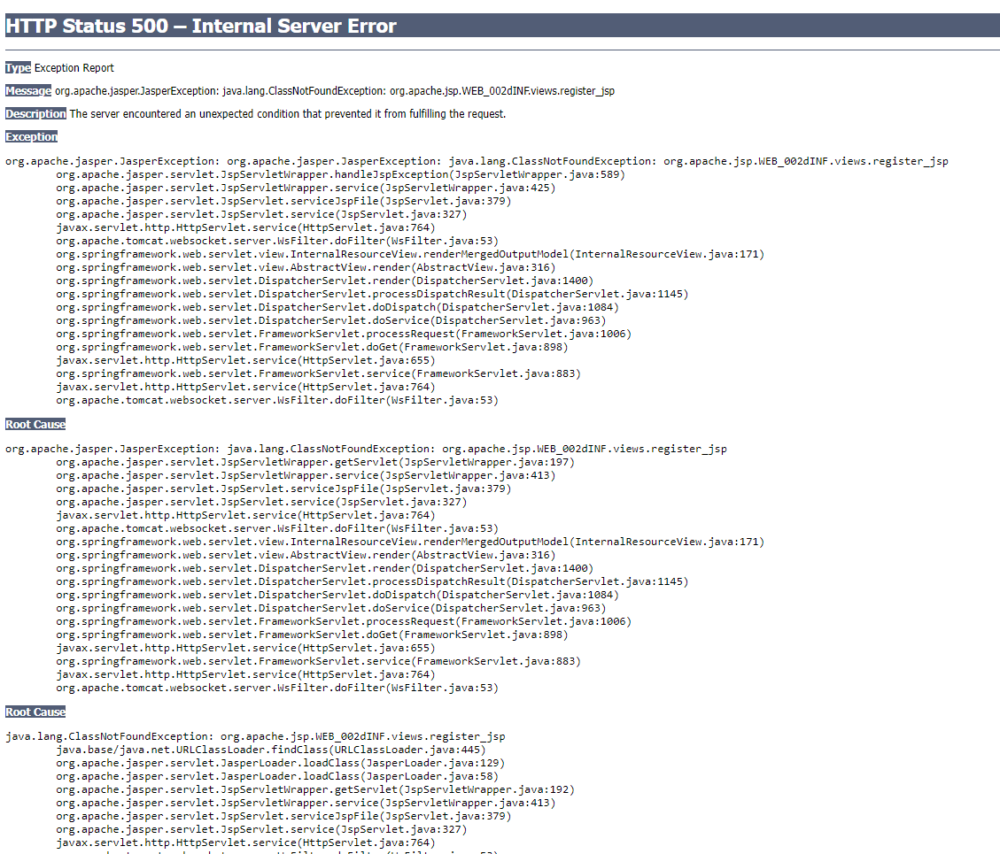 HTTP Status 500 – Internal Server Error
Type Exception Report
Message org.apache.jasper.JasperException: java.lang.ClassNotFoundException: org.apache.jsp.WEB_002dINF.views.register_jsp
Description The server encountered an unexpected condition that prevented it from fulfilling the request.
Exception
org.apache.jasper.JasperException: org.apache.jasper.JasperException: java.lang.ClassNotFoundException: org.apache.jsp.WEB_002dINF.views.register_jsp
org.apache.jasper.servlet.JspServletWrapper.handleJspException(JspServletWrapper.java:589)
org.apache.jasper.servlet.JspServletWrapper.service(JspServletWrapper.java:425)
org.apache.jasper.servlet.JspServlet.serviceJspFile(JspServlet.java:379)
org.apache.jasper.servlet.JspServlet.service(JspServlet.java:327)
javax.servlet.http.HttpServlet.service(HttpServlet.java:764)
org.apache.tomcat.websocket.server.WsFilter.doFilter(WsFilter.java:53)
org.springframework.web.servlet.view.InternalResourceView.renderMergedOutputModel(InternalResourceView.java:171)
org.springframework.web.servlet.view.AbstractView.render(AbstractView.java:316)
org.springframework.web.servlet.DispatcherServlet.render(DispatcherServlet.java:1400)
org.springframework.web.servlet.DispatcherServlet.processDispatchResult(DispatcherServlet.java:1145)
org.springframework.web.servlet.DispatcherServlet.doDispatch(DispatcherServlet.java:1084)
org.springframework.web.servlet.DispatcherServlet.doService(DispatcherServlet.java:963)
org.springframework.web.servlet.FrameworkServlet.processRequest(FrameworkServlet.java:1006)
org.springframework.web.servlet.FrameworkServlet.doGet(FrameworkServlet.java:898)
javax.servlet.http.HttpServlet.service(HttpServlet.java:655)
org.springframework.web.servlet.FrameworkServlet.service(FrameworkServlet.java:883)
javax.servlet.http.HttpServlet.service(HttpServlet.java:764)
org.apache.tomcat.websocket.server.WsFilter.doFilter(WsFilter.java:53)
Root Cause
org.apache.jasper.JasperException: java.lang.ClassNotFoundException: org.apache.jsp.WEB_002dINF.views.register_jsp
org.apache.jasper.servlet.JspServletWrapper.getServlet(JspServletWrapper.java:197)
org.apache.jasper.servlet.JspServletWrapper.service(JspServletWrapper.java:413)
org.apache.jasper.servlet.JspServlet.serviceJspFile(JspServlet.java:379)
org.apache.jasper.servlet.JspServlet.service(JspServlet.java:327)
javax.servlet.http.HttpServlet.service(HttpServlet.java:764)
org.apache.tomcat.websocket.server.WsFilter.doFilter(WsFilter.java:53)
org.springframework.web.servlet.view.InternalResourceView.renderMergedOutputModel(InternalResourceView.java:171)
org.springframework.web.servlet.view.AbstractView.render(AbstractView.java:316)
org.springframework.web.servlet.DispatcherServlet.render(DispatcherServlet.java:1400)
org.springframework.web.servlet.DispatcherServlet.processDispatchResult(DispatcherServlet.java:1145)
org.springframework.web.servlet.DispatcherServlet.doDispatch(DispatcherServlet.java:1084)
org.springframework.web.servlet.DispatcherServlet.doService(DispatcherServlet.java:963)
org.springframework.web.servlet.FrameworkServlet.processRequest(FrameworkServlet.java:1006)
org.springframework.web.servlet.FrameworkServlet.doGet(FrameworkServlet.java:898)
javax.servlet.http.HttpServlet.service(HttpServlet.java:655)
org.springframework.web.servlet.FrameworkServlet.service(FrameworkServlet.java:883)
javax.servlet.http.HttpServlet.service(HttpServlet.java:764)
org.apache.tomcat.websocket.server.WsFilter.doFilter(WsFilter.java:53)
Root Cause
java.lang.ClassNotFoundException: org.apache.jsp.WEB_002dINF.views.register_jsp
java.base/java.net.URLClassLoader.findClass(URLClassLoader.java:445)
org.apache.jasper.servlet.JasperLoader.loadClass(JasperLoader.java:129)
org.apache.jasper.servlet.JasperLoader.loadClass(JasperLoader.java:58)
org.apache.jasper.servlet.JspServletWrapper.getServlet(JspServletWrapper.java:192)
org.apache.jasper.servlet.JspServletWrapper.service(JspServletWrapper.java:413)
org.apache.jasper.servlet.JspServlet.serviceJspFile(JspServlet.java:379)
org.apache.jasper.servlet.JspServlet.service(JspServlet.java:327)
javax.servlet.http.HttpServlet.service(HttpServlet.java:764)